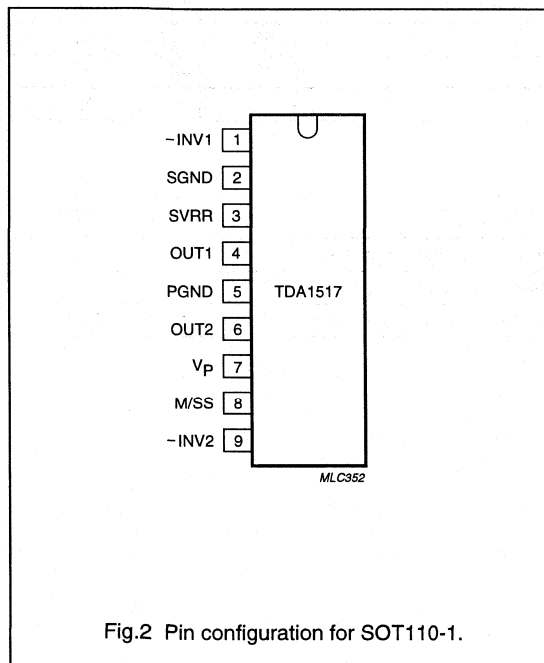 ~INV1 1
SGND 2
SVRR 3
OUT1 4
PGND 5 TDA1517
OUT2 6
VP 7
M/SS 8
~INV2 9
MLC352
Fig.2 Pin configuration for SOT110-1.